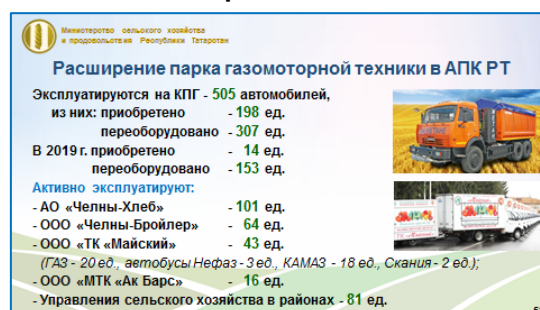 Министерство сельского хозяйства
и продовольствия Республики Татарстан
Расширение парка газомоторной техники в АПК РТ
Эксплуатируются на КПГ - 505 автомобилей,
из них: приобретено - 198 ед.
переоборудовано - 307 ед.
В 2019 г. приобретено - 14 ед.
переоборудовано - 153 ед.
Активно эксплуатируют:
- АО «Челны-Хлеб» - 101 ед.
- ООО «Челны-Бройлер» - 64 ед.
- ООО «ТК «Майский» - 43 ед.
(ГАЗ - 20 ед., автобусы Нефаз - 3 ед., КАМАЗ - 18 ед., Скания - 2 ед.);
- ООО «МТК «Ак Барс» - 16 ед.
- Управления сельского хозяйства в районах - 81 ед.